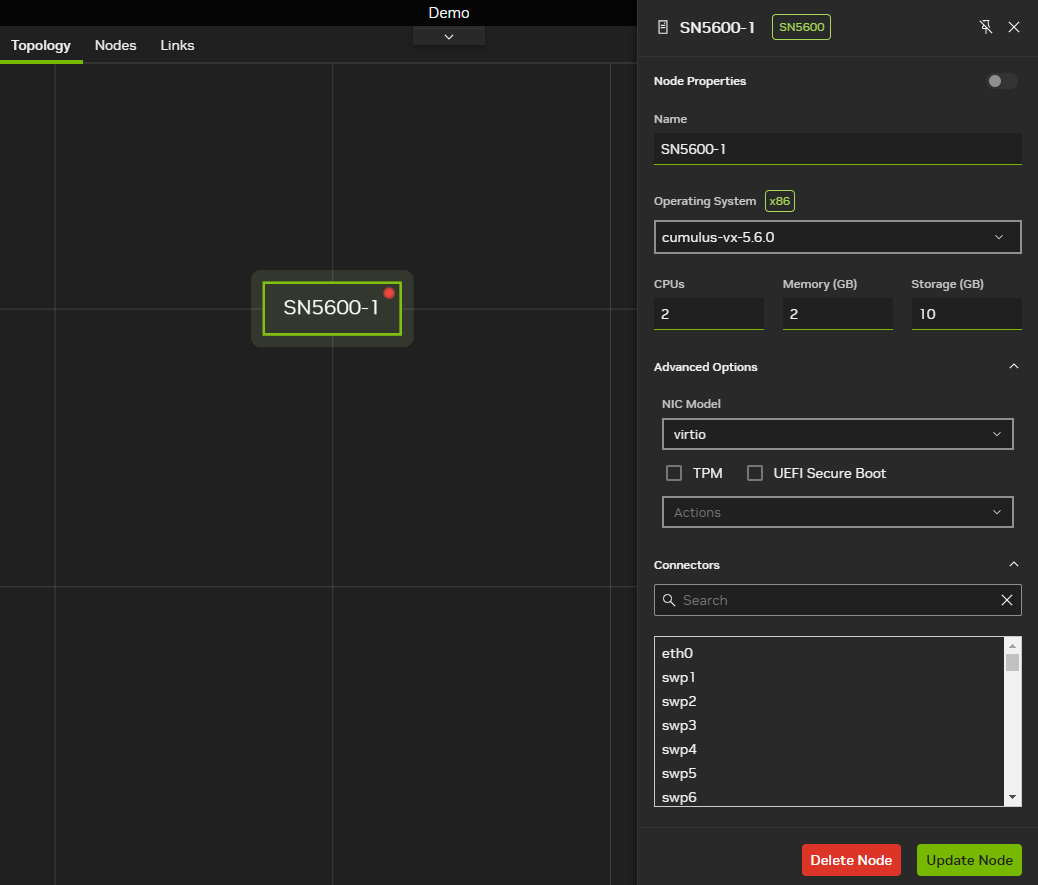 Demo
Topology Nodes Links
SN5600-1
SN5600-1 SN5600
Node Properties
Name
SN5600-1
Operating System x86
cumulus-vx-5.6.0
CPUs Memory (GB) Storage (GB)
2 2 10
Advanced Options
NIC Model
virtio
TPM UEFI Secure Boot
Actions
Connectors
Search
eth0
swp1
swp2
swp3
swp4
swp5
swp6
Delete Node Update Node